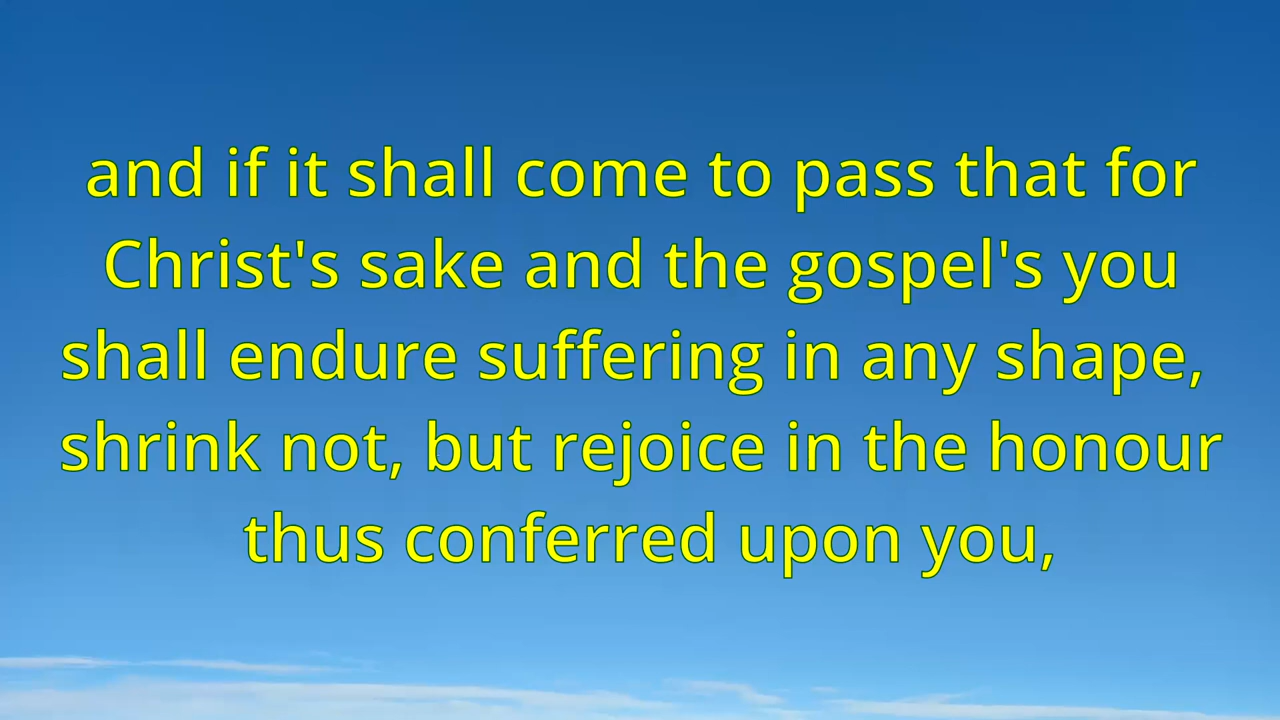 and if it shall come to pass that for
Christ's sake and the gospel's you
shall endure suffering in any shape,
shrink not, but rejoice in the honour
thus conferred upon you,